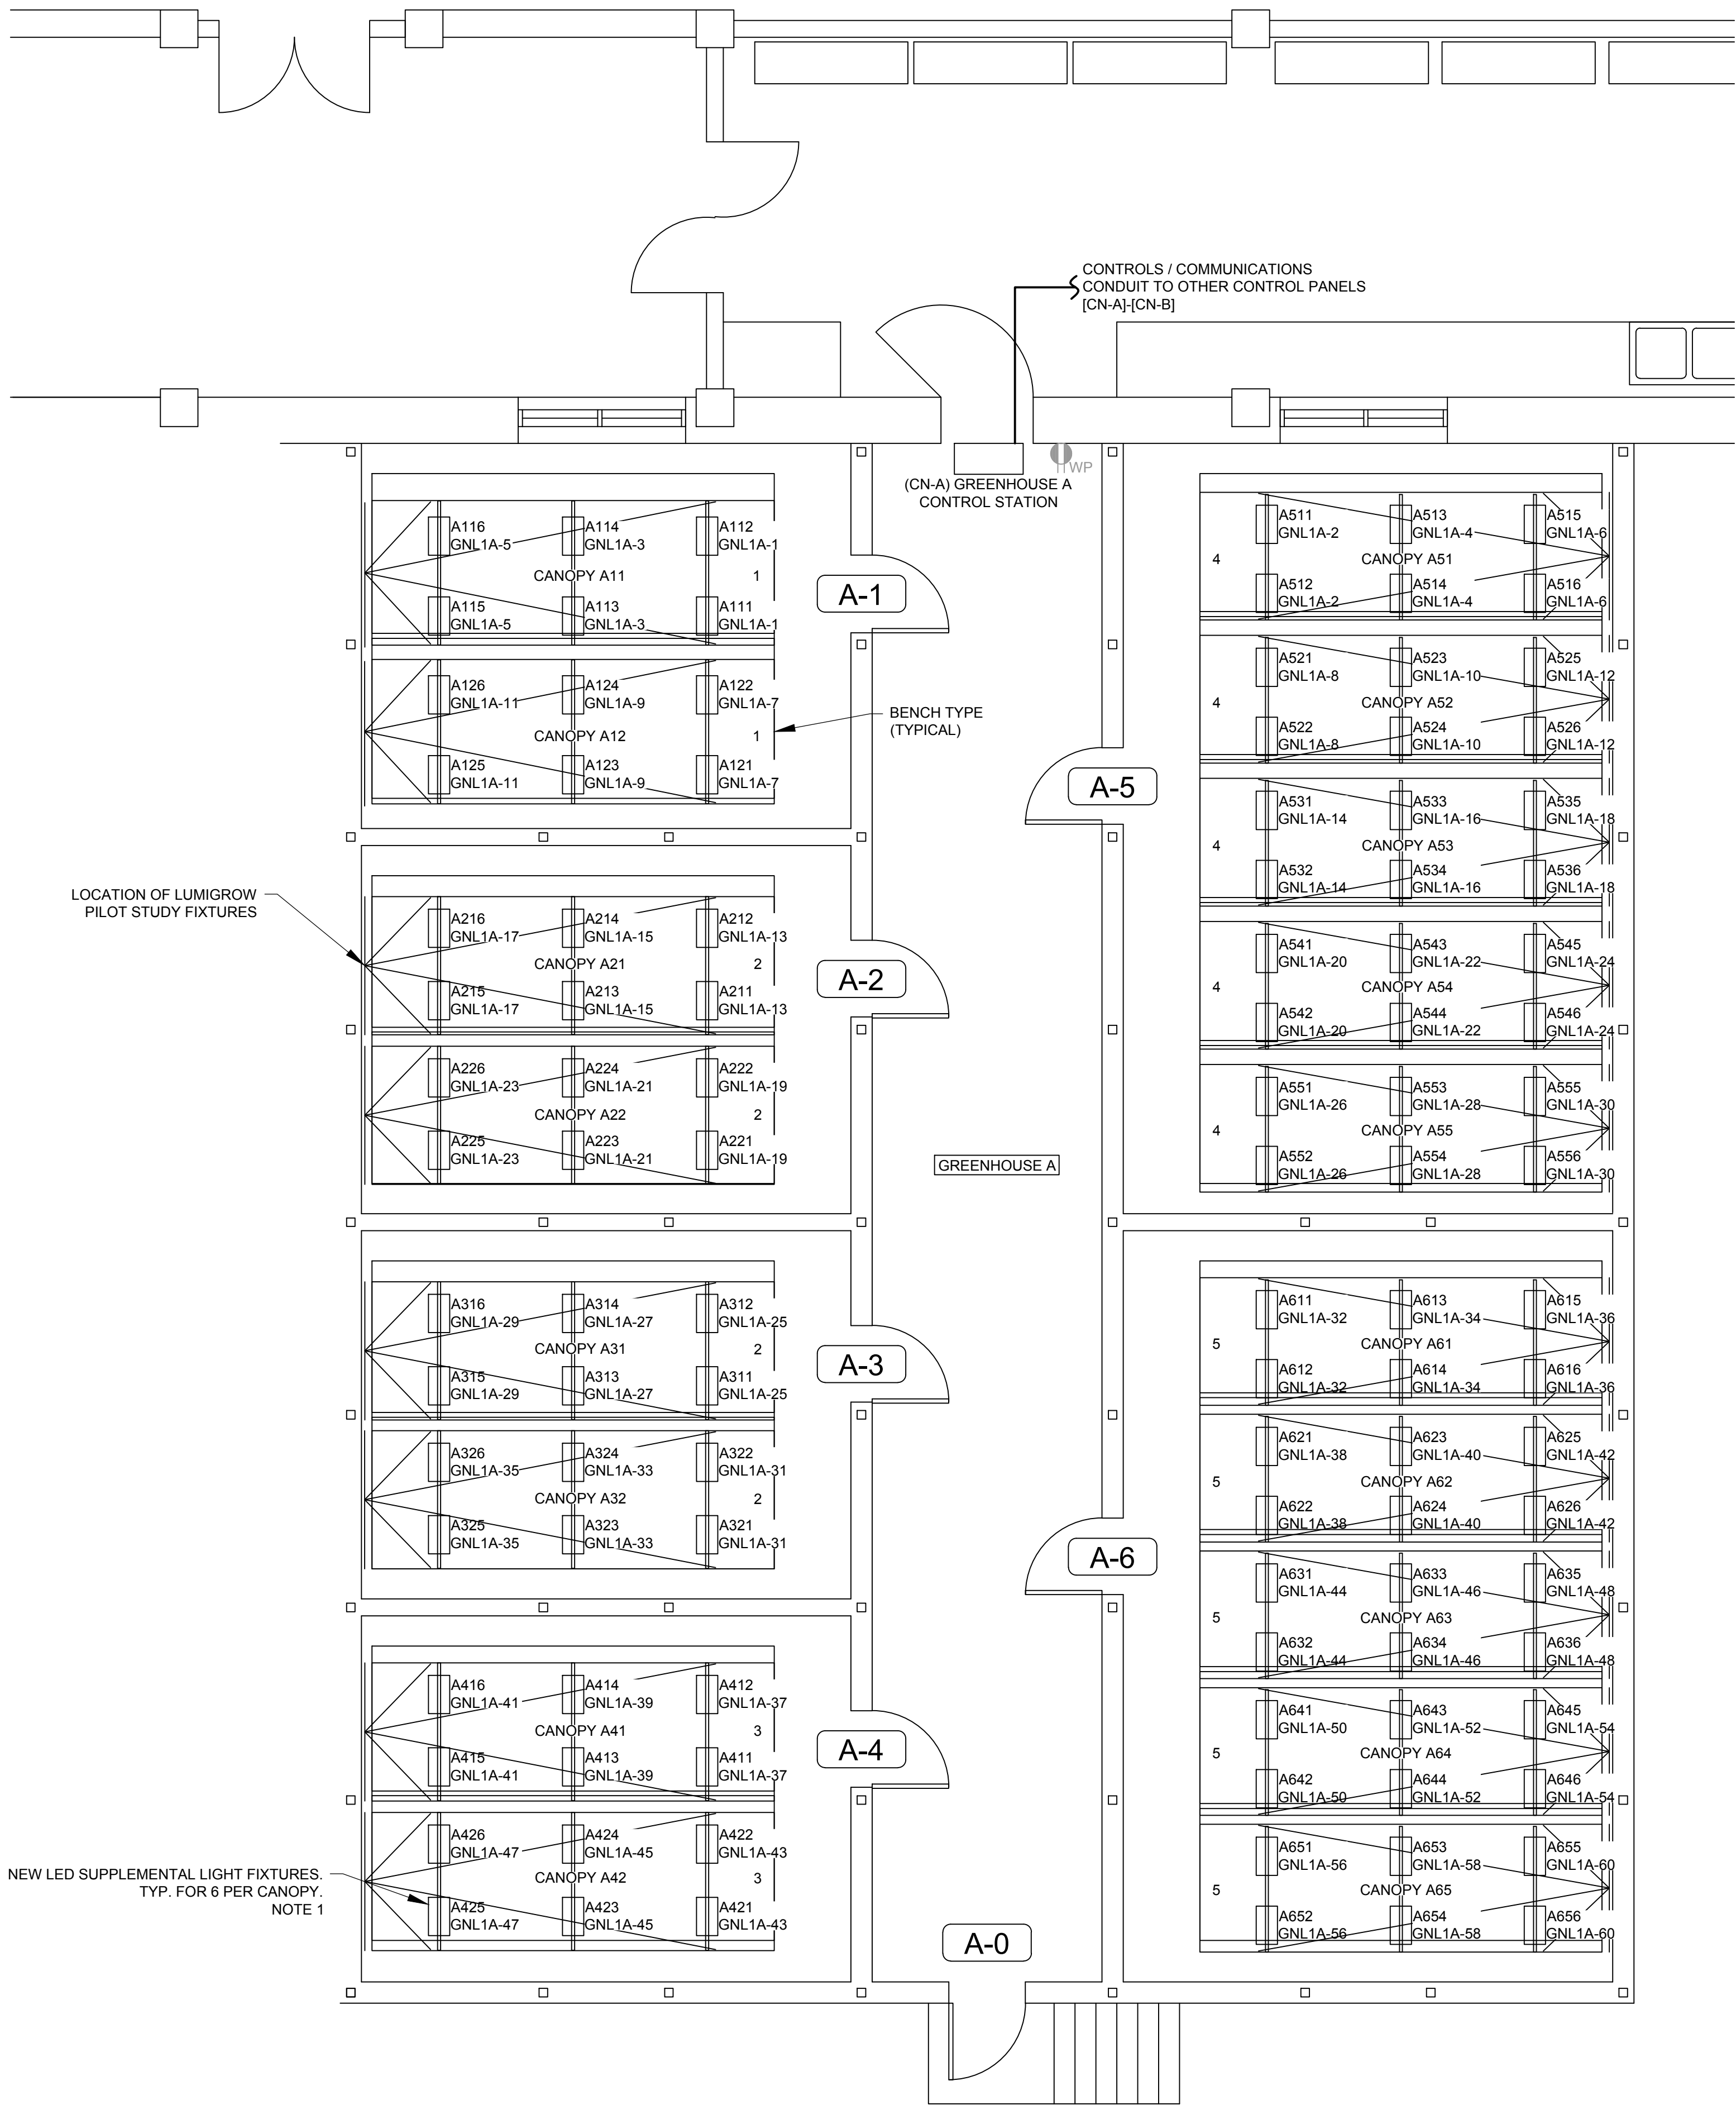 CONTROLS / COMMUNICATIONS
CONDUIT TO OTHER CONTROL PANELS
[CN-A]-[CN-B]
WP
(CN-A) GREENHOUSE A
CONTROL STATION
A116 A114 A112
GNL1A-5 GNL1A-3 GNL1A-1
CANOPY A11 1
A115 A113 A111
GNL1A-5 GNL1A-3 GNL1A-1
A-1
A126 A124 A122
GNL1A-11 GNL1A-9 GNL1A-7
CANOPY A12 1
A125 A123 A121
GNL1A-11 GNL1A-9 GNL1A-7
BENCH TYPE
(TYPICAL)
LOCATION OF LUMIGROW
PILOT STUDY FIXTURES
A216 A214 A212
GNL1A-17 GNL1A-15 GNL1A-13
CANOPY A21 2
A215 A213 A211
GNL1A-17 GNL1A-15 GNL1A-13
A-2
A226 A224 A222
GNL1A-23 GNL1A-21 GNL1A-19
CANOPY A22 2
A225 A223 A221
GNL1A-23 GNL1A-21 GNL1A-19
GREENHOUSE A
A316 A314 A312
GNL1A-29 GNL1A-27 GNL1A-25
CANOPY A31 2
A315 A313 A311
GNL1A-29 GNL1A-27 GNL1A-25
A-3
A326 A324 A322
GNL1A-35 GNL1A-33 GNL1A-31
CANOPY A32 2
A325 A323 A321
GNL1A-35 GNL1A-33 GNL1A-31
A416 A414 A412
GNL1A-41 GNL1A-39 GNL1A-37
CANOPY A41 3
A415 A413 A411
GNL1A-41 GNL1A-39 GNL1A-37
A-4
A426 A424 A422
GNL1A-47 GNL1A-45 GNL1A-43
CANOPY A42 3
A425 A423 A421
GNL1A-47 GNL1A-45 GNL1A-43
NEW LED SUPPLEMENTAL LIGHT FIXTURES.
TYP. FOR 6 PER CANOPY.
NOTE 1
A-0
A511 A513 A515
GNL1A-2 GNL1A-4 GNL1A-6
4 CANOPY A51
A512 A514 A516
GNL1A-2 GNL1A-4 GNL1A-6
A521 A523 A525
GNL1A-8 GNL1A-10 GNL1A-12
4 CANOPY A52
A522 A524 A526
GNL1A-8 GNL1A-10 GNL1A-12
A-5
A531 A533 A535
GNL1A-14 GNL1A-16 GNL1A-18
4 CANOPY A53
A532 A534 A536
GNL1A-14 GNL1A-16 GNL1A-18
A541 A543 A545
GNL1A-20 GNL1A-22 GNL1A-24
4 CANOPY A54
A542 A544 A546
GNL1A-20 GNL1A-22 GNL1A-24
A551 A553 A555
GNL1A-26 GNL1A-28 GNL1A-30
4 CANOPY A55
A552 A554 A556
GNL1A-26 GNL1A-28 GNL1A-30
A611 A613 A615
GNL1A-32 GNL1A-34 GNL1A-36
5 CANOPY A61
A612 A614 A616
GNL1A-32 GNL1A-34 GNL1A-36
A621 A623 A625
GNL1A-38 GNL1A-40 GNL1A-42
5 CANOPY A62
A622 A624 A626
GNL1A-38 GNL1A-40 GNL1A-42
A-6
A631 A633 A635
GNL1A-44 GNL1A-46 GNL1A-48
5 CANOPY A63
A632 A634 A636
GNL1A-44 GNL1A-46 GNL1A-48
A641 A643 A645
GNL1A-50 GNL1A-52 GNL1A-54
5 CANOPY A64
A642 A644 A646
GNL1A-50 GNL1A-52 GNL1A-54
A651 A653 A655
GNL1A-56 GNL1A-58 GNL1A-60
5 CANOPY A65
A652 A654 A656
GNL1A-56 GNL1A-58 GNL1A-60